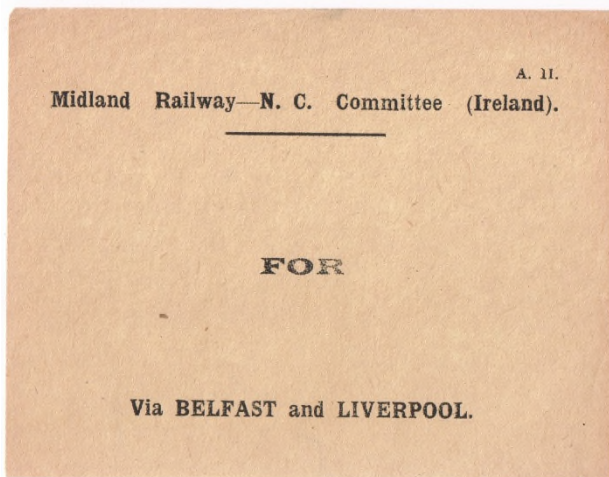 A. 11.
Midland Railway—N. C. Committee (Ireland).
FOR
Via BELFAST and LIVERPOOL.